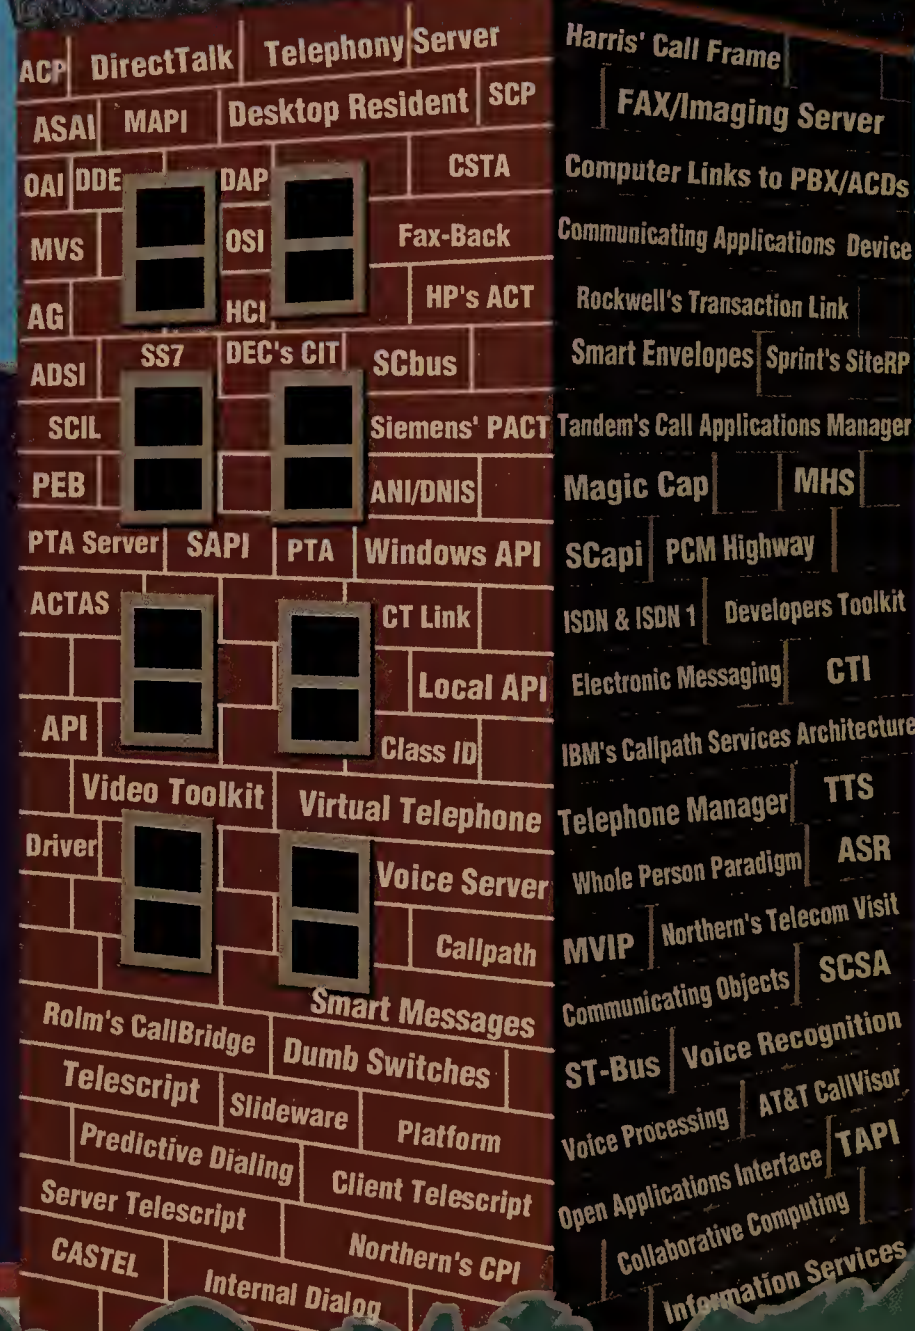 ACP DirectTalk Telephony Server
ASAI MAPI Desktop Resident SCP
OAI DDE DAP CSTA
MVS OSI Fax-Back
AG HCI HP's ACT
ADSI SS7 DEC's CIT SCbus
SCIL Siemens' PACT
PEB ANI/DNIS
PTA Server SAPI PTA Windows API
ACTAS CT Link
Local API
API Class ID
Video Toolkit Virtual Telephone
Driver Voice Server
Callpath
Smart Messages
Rolm's CallBridge Dumb Switches
Telescript Slideware Platform
Predictive Dialing Client Telescript
Server Telescript Northern's CPI
CASTEL Internal Dialog
Harris' Call Frame
FAX/Imaging Server
Computer Links to PBX/ACDs
Communicating Applications Device
Rockwell's Transaction Link
Smart Envelopes Sprint's SiteRP
Tandem's Call Applications Manager
Magic Cap MHS
SCapi PCM Highway
ISDN & ISDN 1 Developers Toolkit
Electronic Messaging CTI
IBM's Callpath Services Architecture
Telephone Manager TTS
Whole Person Paradigm ASR
MVIP Northern's Telecom Visit
Communicating Objects SCSA
ST-Bus Voice Recognition
Voice Processing AT&T CallVisor
Open Applications Interface TAPI
Collaborative Computing
Information Services